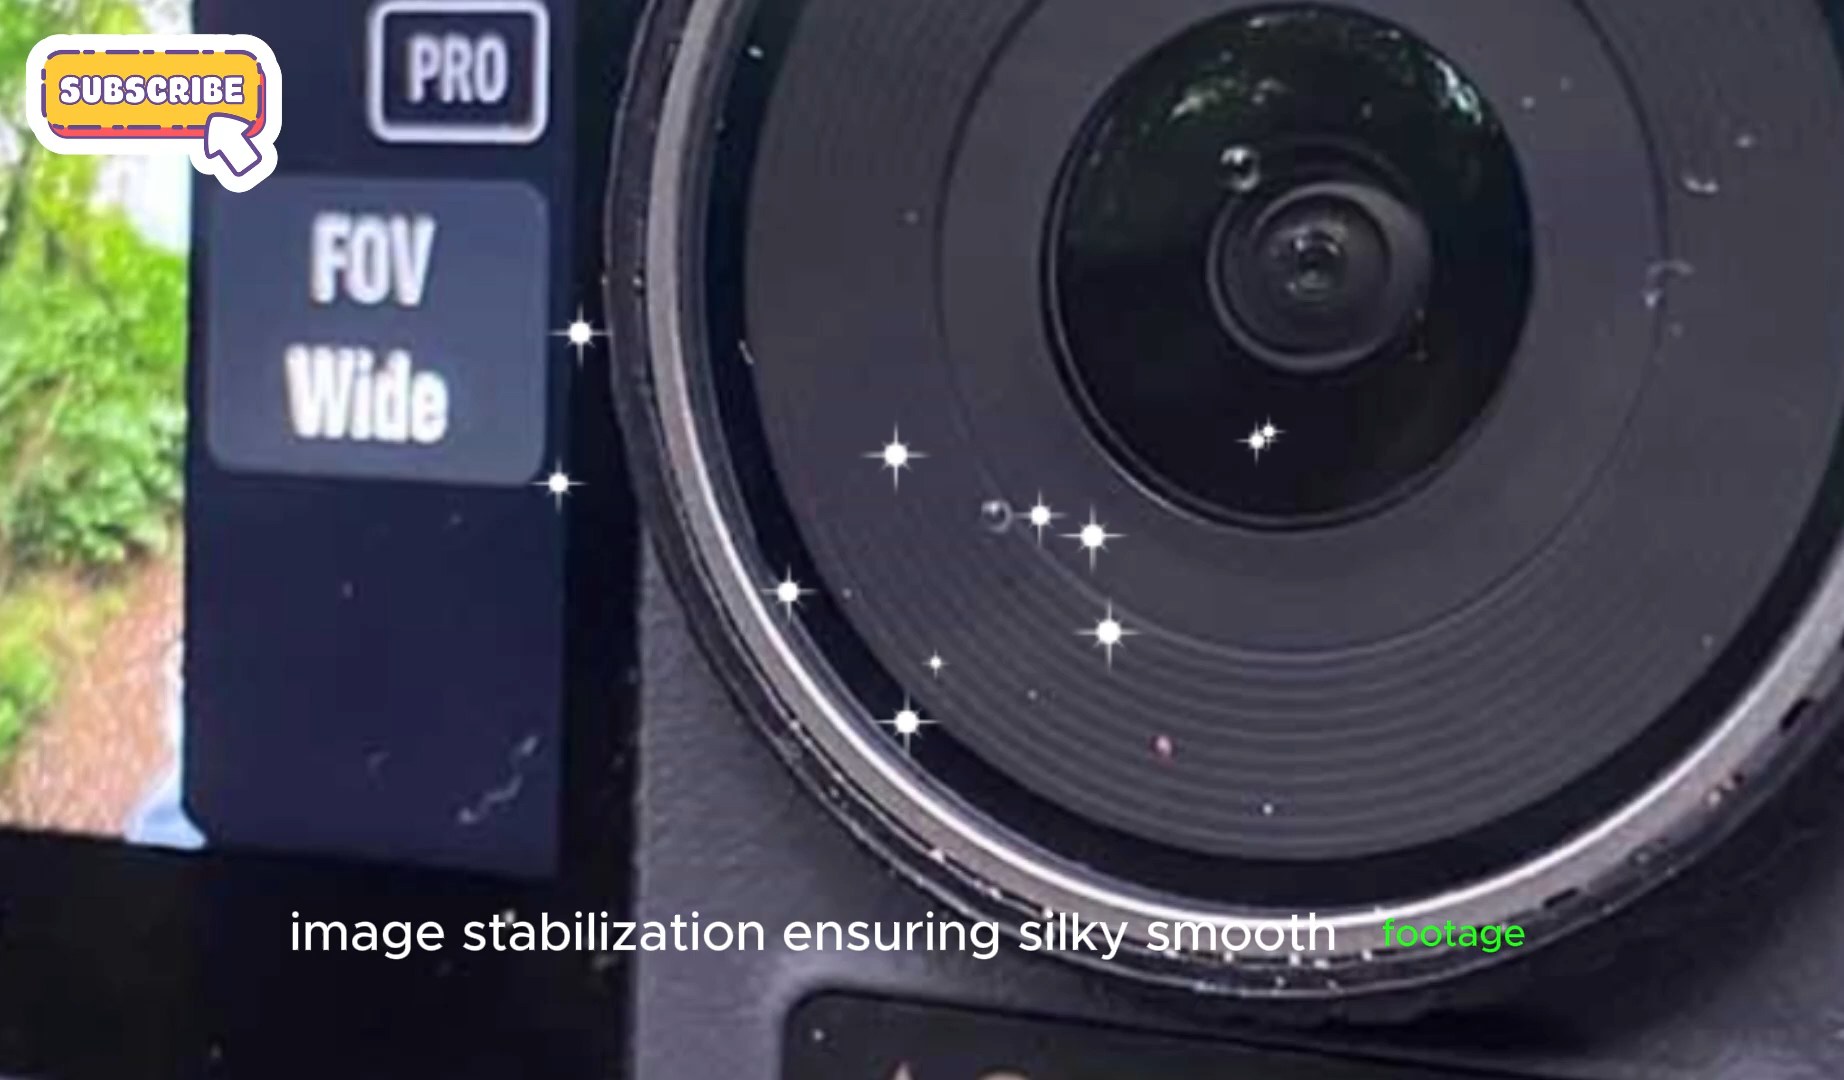 SUBSCRIBE
PRO
FOV
Wide
image stabilization ensuring silky smooth footage